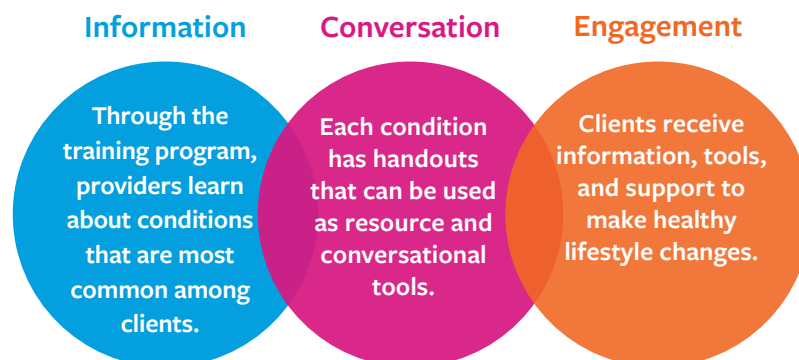 Information
Through the
training program,
providers learn
about conditions
that are most
common among
clients.
Conversation
Each condition
has handouts
that can be used
as resource and
conversational
tools.
Engagement
Clients receive
information, tools,
and support to
make healthy
lifestyle changes.